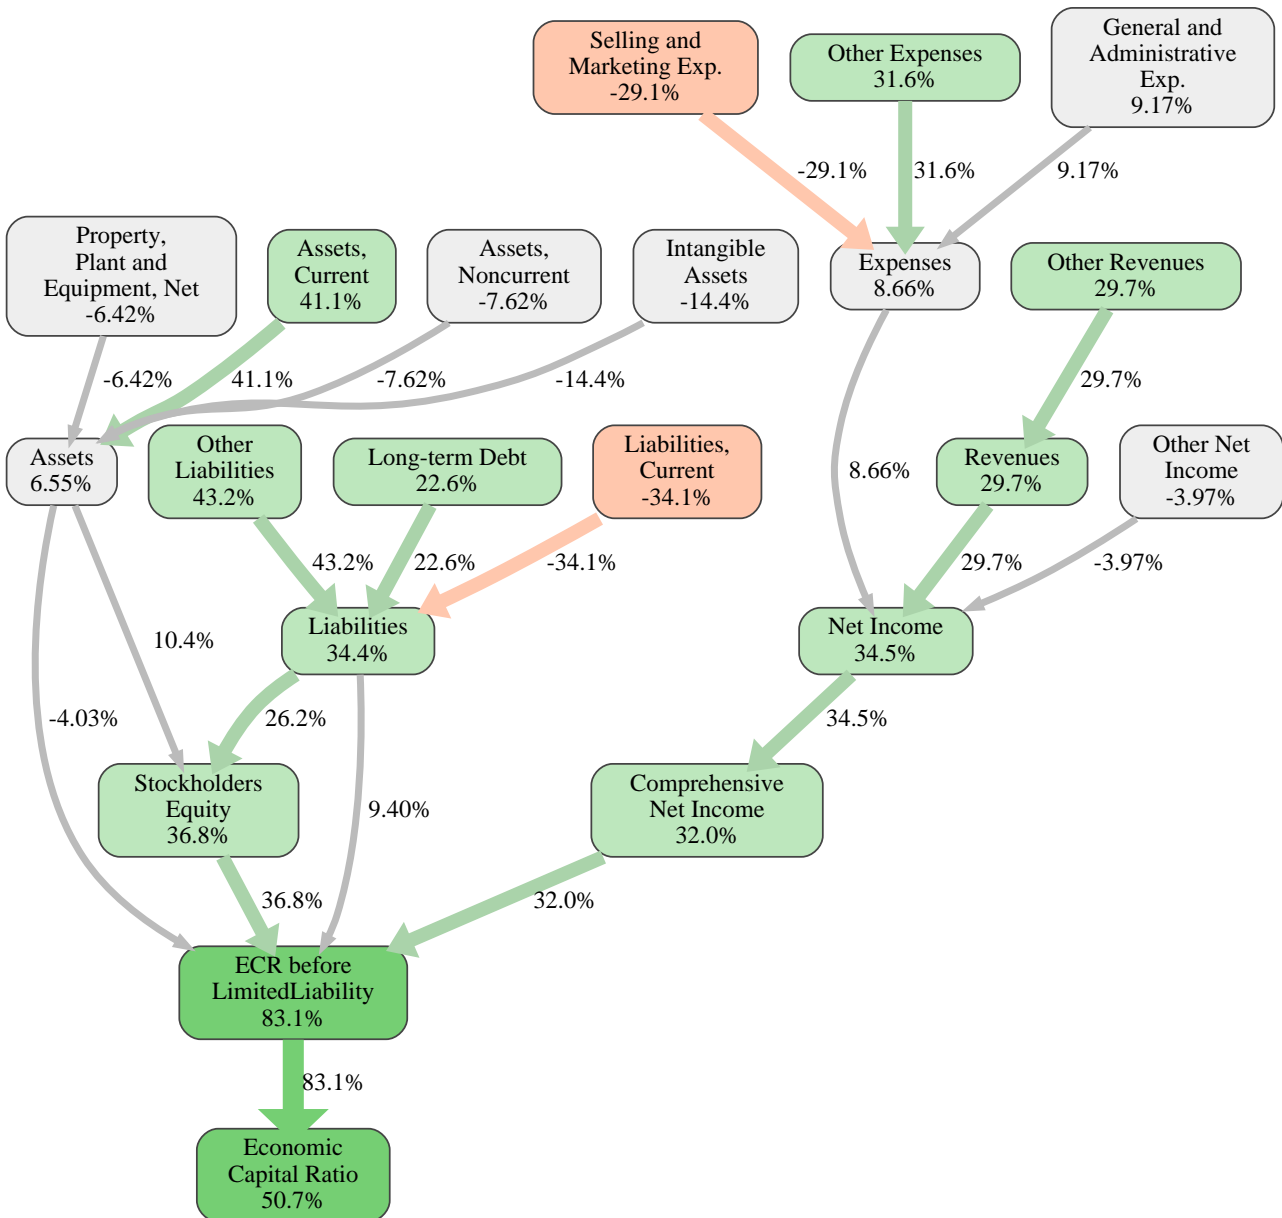 Selling and
Marketing Exp.
-29.1%
Other Expenses
31.6%
General and
Administrative
Exp.
9.17%
-29.1%
31.6%
9.17%
Property,
Plant and
Equipment, Net
-6.42%
Assets,
Current
41.1%
Assets,
Noncurrent
-7.62%
Intangible
Assets
-14.4%
Expenses
8.66%
Other Revenues
29.7%
-6.42%
41.1%
-7.62%
-14.4%
29.7%
Assets
6.55%
Other
Liabilities
43.2%
Long-term Debt
22.6%
Liabilities,
Current
-34.1%
8.66%
Revenues
29.7%
Other Net
Income
-3.97%
43.2%
22.6%
-34.1%
29.7%
-3.97%
10.4%
Liabilities
34.4%
Net Income
34.5%
-4.03%
26.2%
34.5%
Stockholders
Equity
36.8%
9.40%
Comprehensive
Net Income
32.0%
36.8%
32.0%
ECR before
LimitedLiability
83.1%
83.1%
Economic
Capital Ratio
50.7%